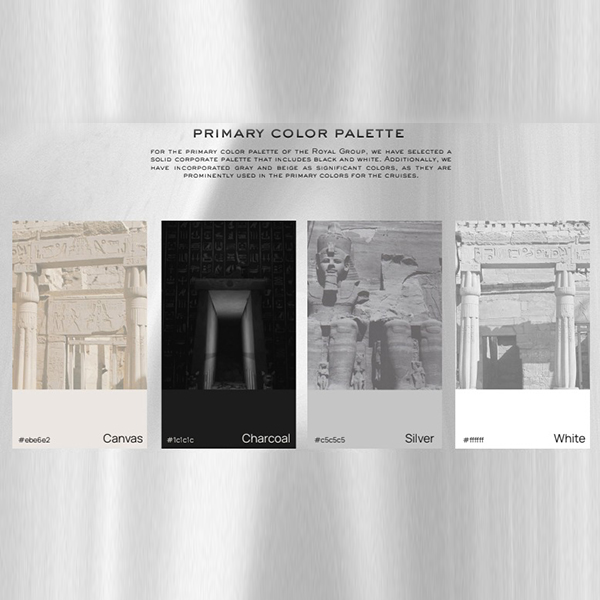 PRIMARY COLOR PALETTE
FOR THE PRIMARY COLOR PALETTE OF THE ROYAL GROUP, WE HAVE SELECTED A
SOLID CORPORATE PALETTE THAT INCLUDES BLACK AND WHITE. ADDITIONALLY, WE
HAVE INCORPORATED GRAY AND BEIGE AS SIGNIFICANT COLORS, AS THEY ARE
PROMINENTLY USED IN THE PRIMARY COLORS FOR THE CRUISES.
#ebe6e2 Canvas
#1c1c1c Charcoal
#c5c5c5 Silver
#ffffff White